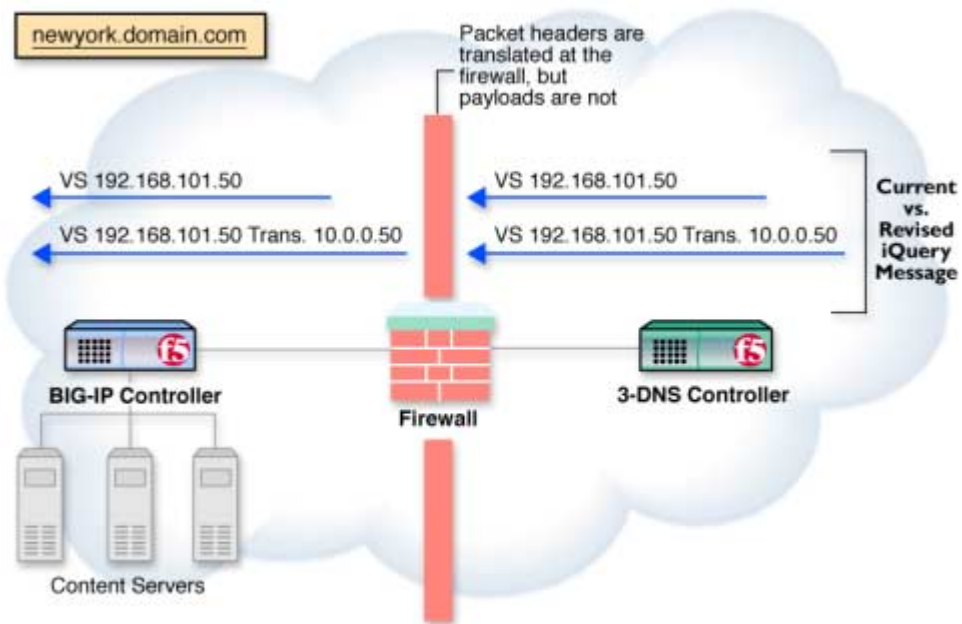 newyork.domain.com
Packet headers are
translated at the
firewall, but
payloads are not
VS 192.168.101.50
VS 192.168.101.50
VS 192.168.101.50 Trans. 10.0.0.50
VS 192.168.101.50 Trans. 10.0.0.50
Current
vs.
Revised
iQuery
Message
f5
f5
BIG-IP Controller
Firewall
3-DNS Controller
Content Servers